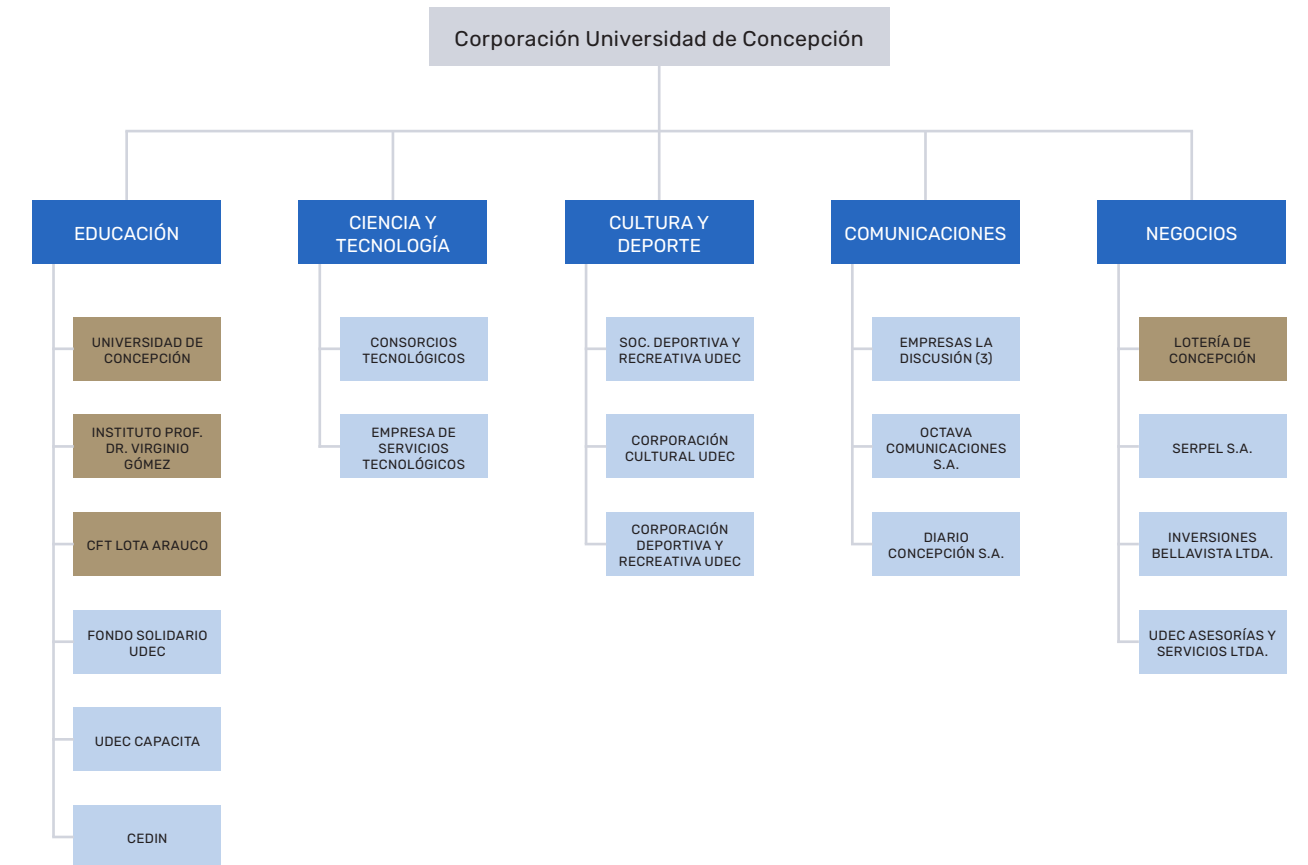 Corporación Universidad de Concepción
EDUCACIÓN
UNIVERSIDAD DE
CONCEPCIÓN
INSTITUTO PROF.
DR. VIRGINIO
GÓMEZ
CFT LOTA ARAUCO
FONDO SOLIDARIO
UDEC
UDEC CAPACITA
CEDIN
CIENCIA Y
TECNOLOGÍA
CONSORCIOS
TECNOLÓGICOS
EMPRESA DE
SERVICIOS
TECNOLÓGICOS
CULTURA Y
DEPORTE
SOC. DEPORTIVA Y
RECREATIVA UDEC
CORPORACIÓN
CULTURAL UDEC
CORPORACIÓN
DEPORTIVA Y
RECREATIVA UDEC
COMUNICACIONES
EMPRESAS LA
DISCUSIÓN (3)
OCTAVA
COMUNICACIONES
S.A.
DIARIO
CONCEPCIÓN S.A.
NEGOCIOS
LOTERÍA DE
CONCEPCIÓN
SERPEL S.A.
INVERSIONES
BELLAVISTA LTDA.
UDEC ASESORÍAS Y
SERVICIOS LTDA.